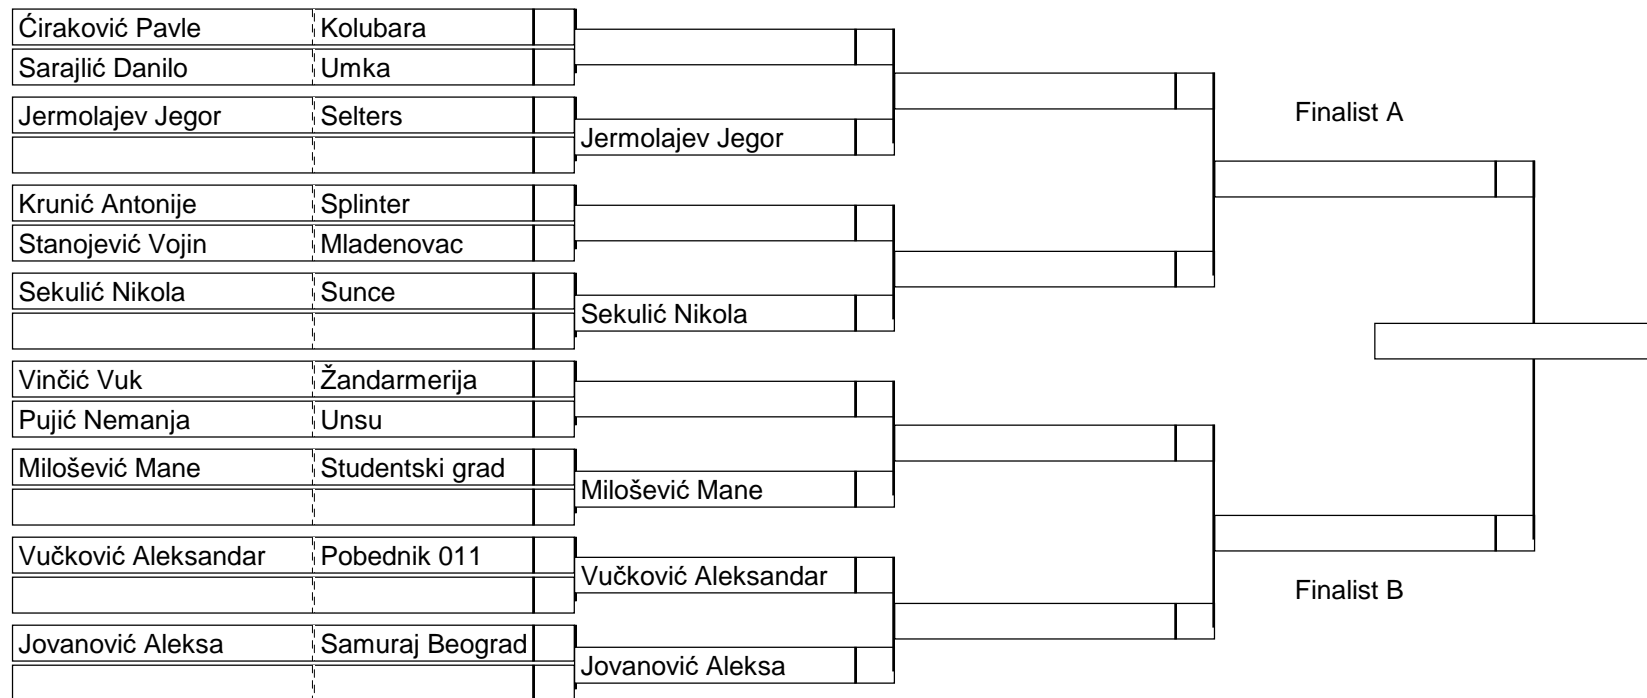 Ćiraković Pavle Kolubara
Sarajlić Danilo Umka
Jermolajev Jegor Selters
Jermolajev Jegor
Krunić Antonije Splinter
Stanojević Vojin Mladenovac
Sekulić Nikola Sunce
Sekulić Nikola
Vinčić Vuk Žandarmerija
Pujić Nemanja Unsu
Milošević Mane Studentski grad
Milošević Mane
Vučković Aleksandar Pobednik 011
Vučković Aleksandar
Jovanović Aleksa Samuraj Beograd
Jovanović Aleksa
Finalist A
Finalist B